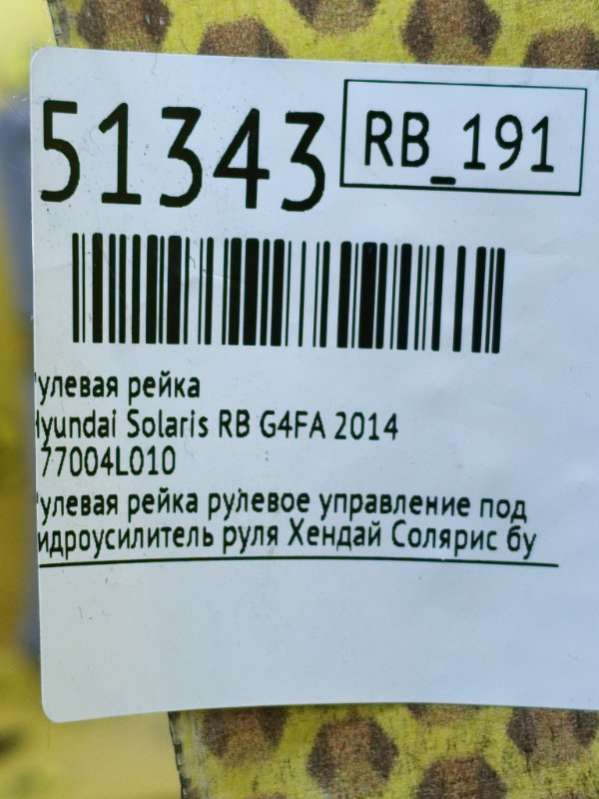 51343
RB_191
улевая рейка
Hyundai Solaris RB G4FA 2014
77004L010
улевая рейка рулевое управление под
идроусилитель руля Хендай Солярис бу